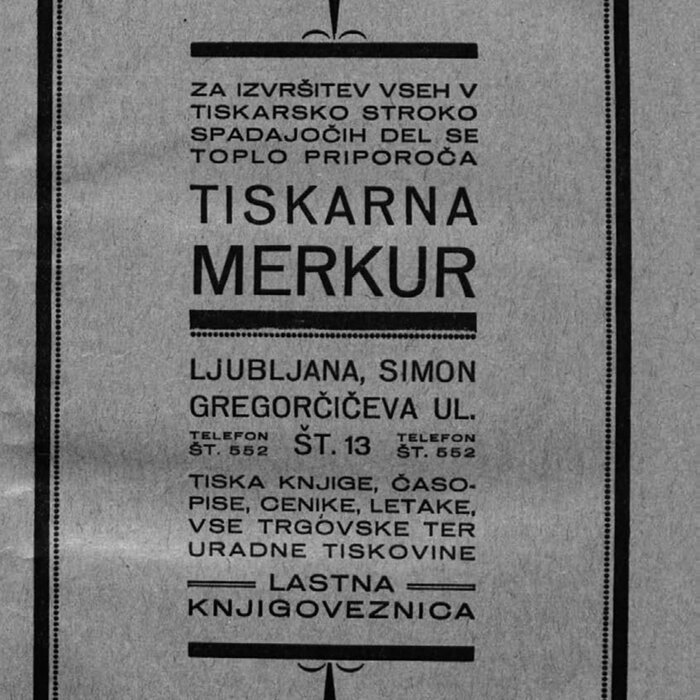 ZA IZVRŠITEV VSEH V
TISKARSKO STROKO
SPADAJOČIH DEL SE
TOPLO PRIPOROČA
TISKARNA
MERKUR
LJUBLJANA, SIMON
GREGORČIČEVA UL.
TELEFON ŠT. 552 ŠT. 13 TELEFON ŠT. 552
TISKA KNJIGE, ČASO-
PISE, CENIKE, LETAKE,
VSE TRGOVSKE TER
URADNE TISKOVINE
LASTNA
KNJIGOVEZNICA